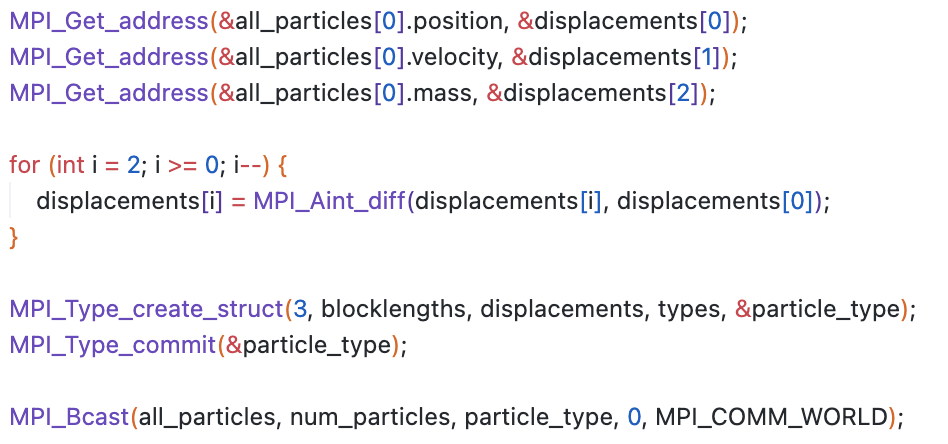 MPI_Get_address(&all_particles[0].position, &displacements[0]);
MPI_Get_address(&all_particles[0].velocity, &displacements[1]);
MPI_Get_address(&all_particles[0].mass, &displacements[2]);

for (int i = 2; i >= 0; i--) {
    displacements[i] = MPI_Aint_diff(displacements[i], displacements[0]);
}

MPI_Type_create_struct(3, blocklengths, displacements, types, &particle_type);
MPI_Type_commit(&particle_type);

MPI_Bcast(all_particles, num_particles, particle_type, 0, MPI_COMM_WORLD);